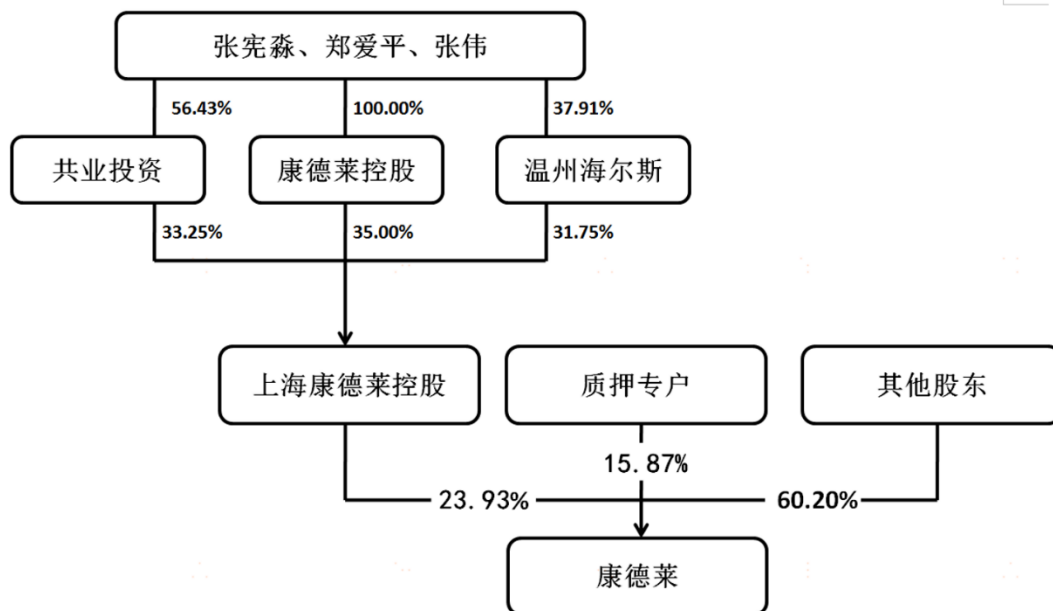 张宪淼、郑爱平、张伟
56.43%
100.00%
37.91%
共业投资
康德莱控股
温州海尔斯
33.25%
35.00%
31.75%
上海康德莱控股
质押专户
其他股东
15.87%
23.93%
60.20%
康德莱